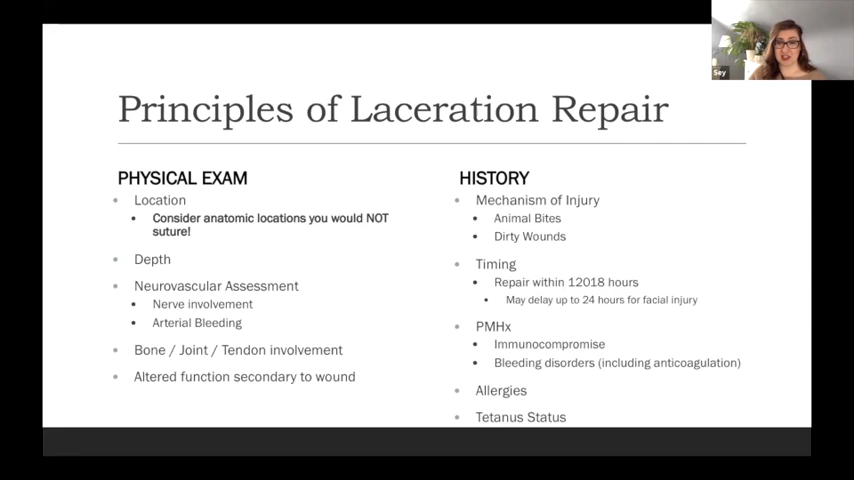 Principles of Laceration Repair
PHYSICAL EXAM
Location
Consider anatomic locations you would NOT
suture!
Depth
Neurovascular Assessment
Nerve involvement
Arterial Bleeding
Bone / Joint / Tendon involvement
Altered function secondary to wound
HISTORY
Mechanism of Injury
Animal Bites
Dirty Wounds
Timing
Repair within 12018 hours
May delay up to 24 hours for facial injury
PMHx
Immunocompromise
Bleeding disorders (including anticoagulation)
Allergies
Tetanus Status
Sey